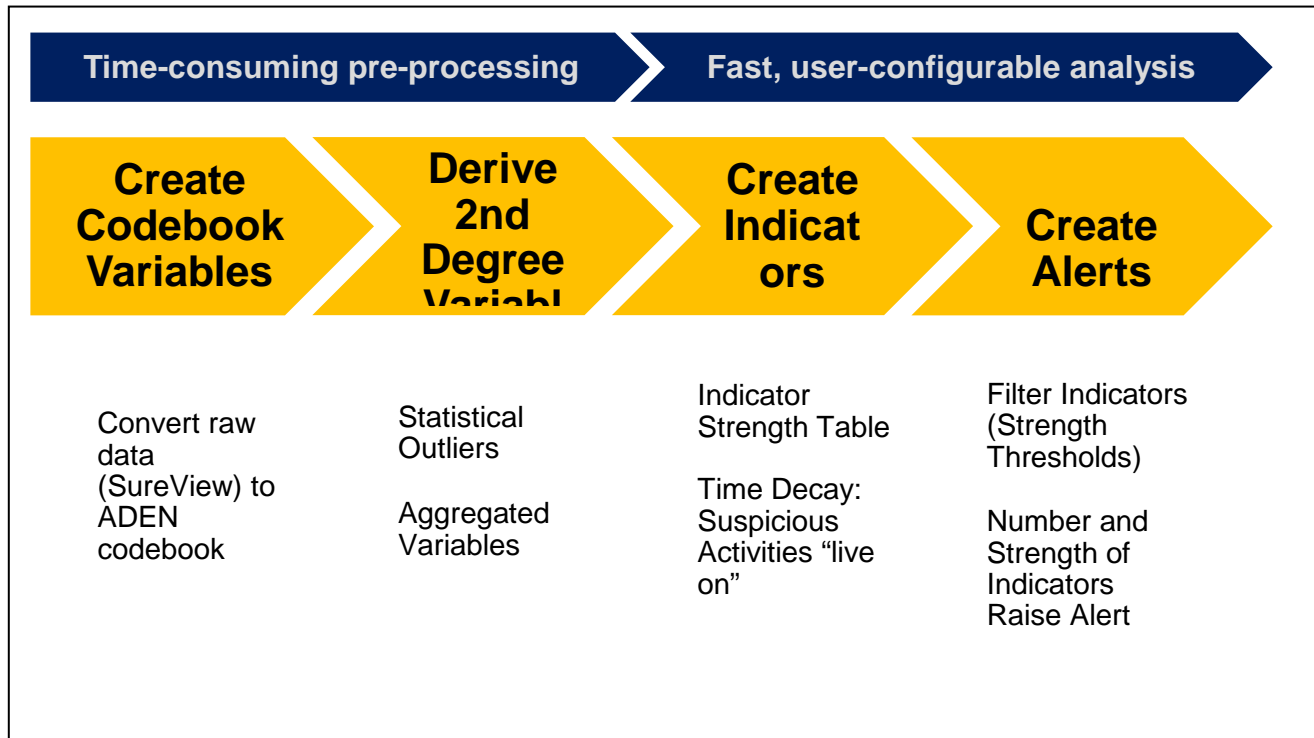 Time-consuming pre-processing
Fast, user-configurable analysis
Create
Codebook
Variables
Derive
2nd
Degree
Variabl
Create
Indicat
ors
Create
Alerts
Convert raw
data
(SureView) to
ADEN
codebook
Statistical
Outliers
Aggregated
Variables
Indicator
Strength Table
Time Decay:
Suspicious
Activities “live
on”
Filter Indicators
(Strength
Thresholds)
Number and
Strength of
Indicators
Raise Alert